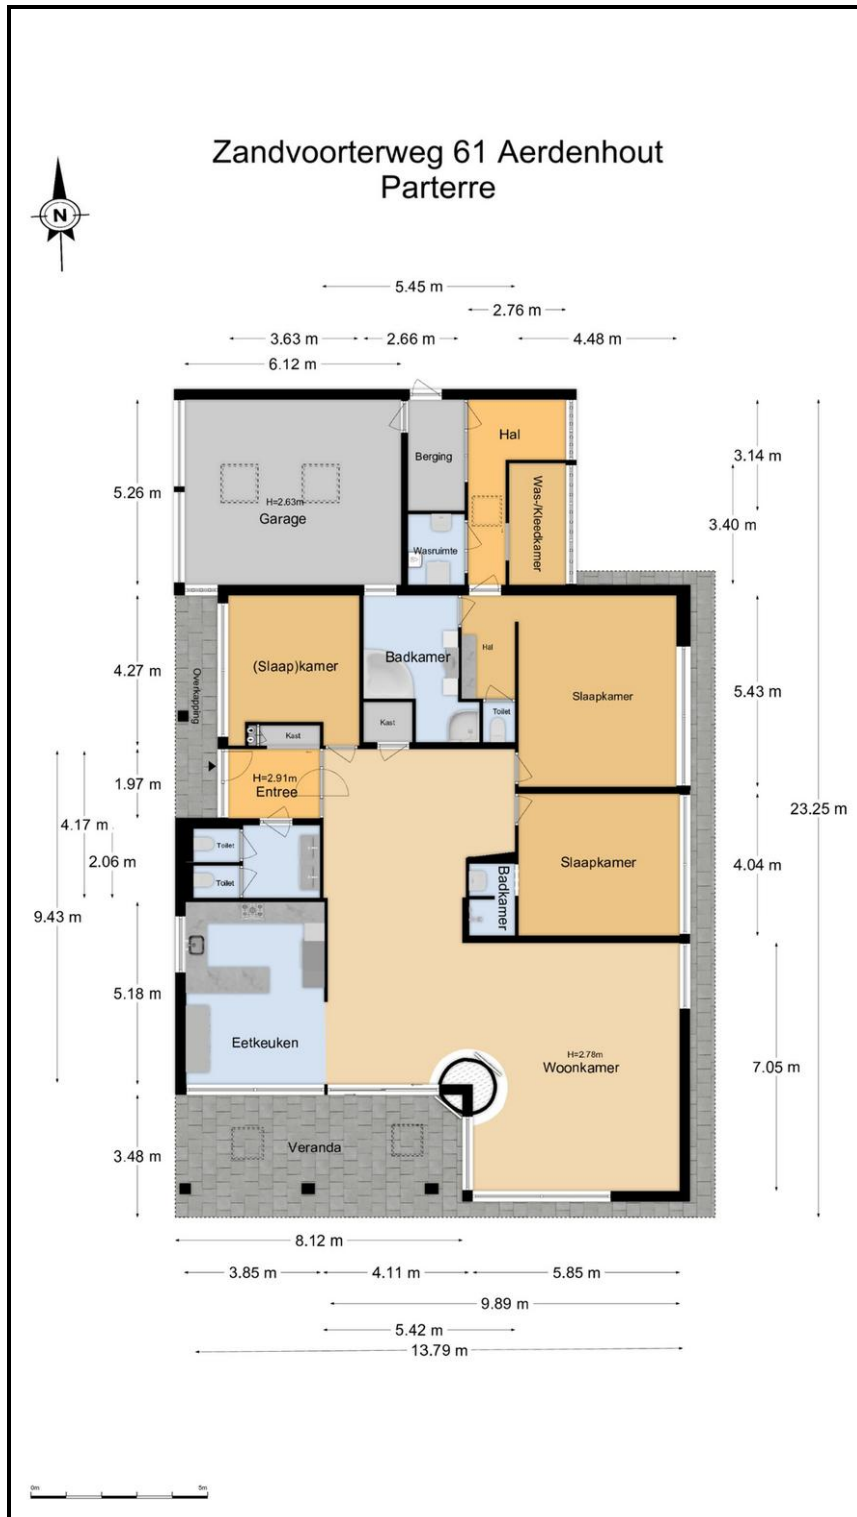 Zandvoorterweg 61 Aerdenhout
Parterre
N
5.45 m
2.76 m
3.63 m
2.66 m
4.48 m
6.12 m
Hal
Berging
3.14 m
5.26 m
H=2.63m
Garage
Was-/Kleedkamer
3.40 m
Wasruimte
4.27 m
Overkapping
(Slaap)kamer
Badkamer
Hal
Slaapkamer
5.43 m
Kast
Kast
Toilet
1.97 m
H=2.91m
Entree
4.17 m
2.06 m
23.25 m
Toilet
Toilet
Badkamer
Slaapkamer
4.04 m
9.43 m
5.18 m
Eetkeuken
H=2.78m
Woonkamer
7.05 m
3.48 m
Veranda
8.12 m
3.85 m
4.11 m
5.85 m
9.89 m
5.42 m
13.79 m
0m
5m